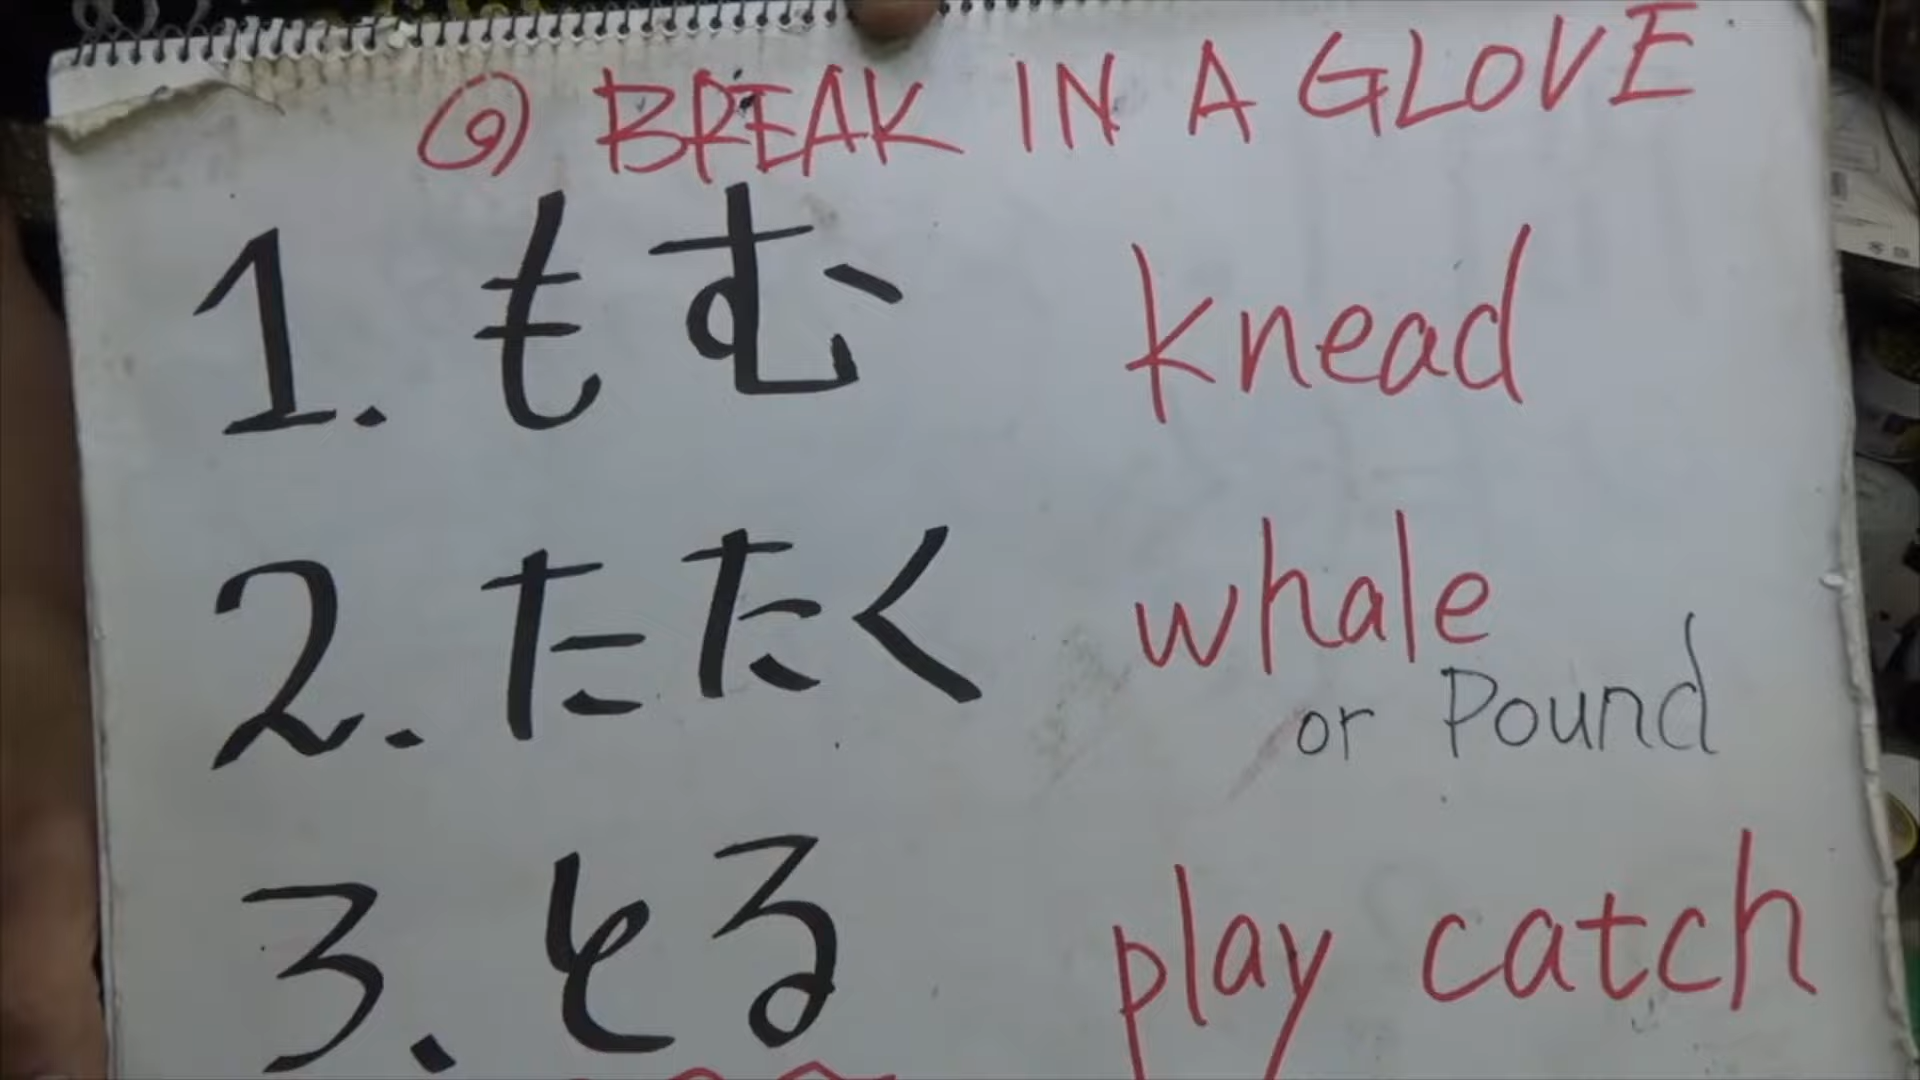 ◎ BREAK IN A GLOVE
1. もむ knead
2. たたく whale
or Pound
3. とる play catch